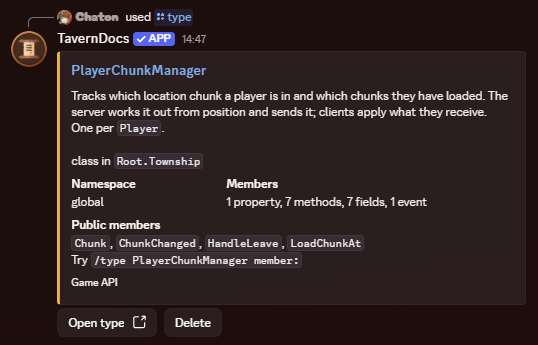 Chaton used type
TavernDocs ✓ APP 14:47
PlayerChunkManager
Tracks which location chunk a player is in and which chunks they have loaded. The
server works it out from position and sends it; clients apply what they receive.
One per Player.
class in Root.Township
Namespace
global
Members
1 property, 7 methods, 7 fields, 1 event
Public members
Chunk, ChunkChanged, HandleLeave, LoadChunkAt
Try /type PlayerChunkManager member:
Game API
Open type
Delete